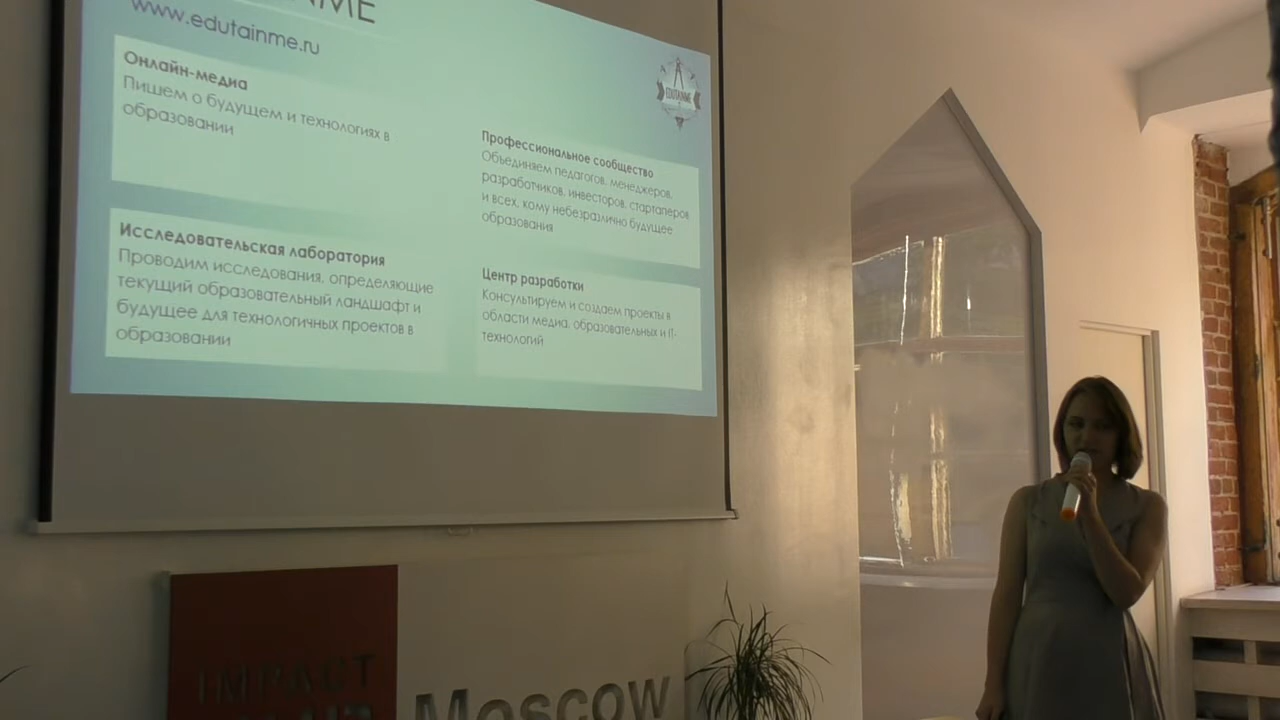 www.edutainme.ru
Онлайн-медиа
Пишем о будущем и технологиях в
образовании
Исследовательская лаборатория
Проводим исследования, определяющие
текущий образовательный ландшафт и
будущее для технологичных проектов в
образовании
EDUTAINME
Профессиональное сообщество
Объединяем педагогов, менеджеров,
разработчиков, инвесторов, стартаперов
и всех, кому небезразлично будущее
образования
Центр разработки
Консультируем и создаем проекты в
области медиа, образовательных и IT-
технологий
IMPACT
Moscow